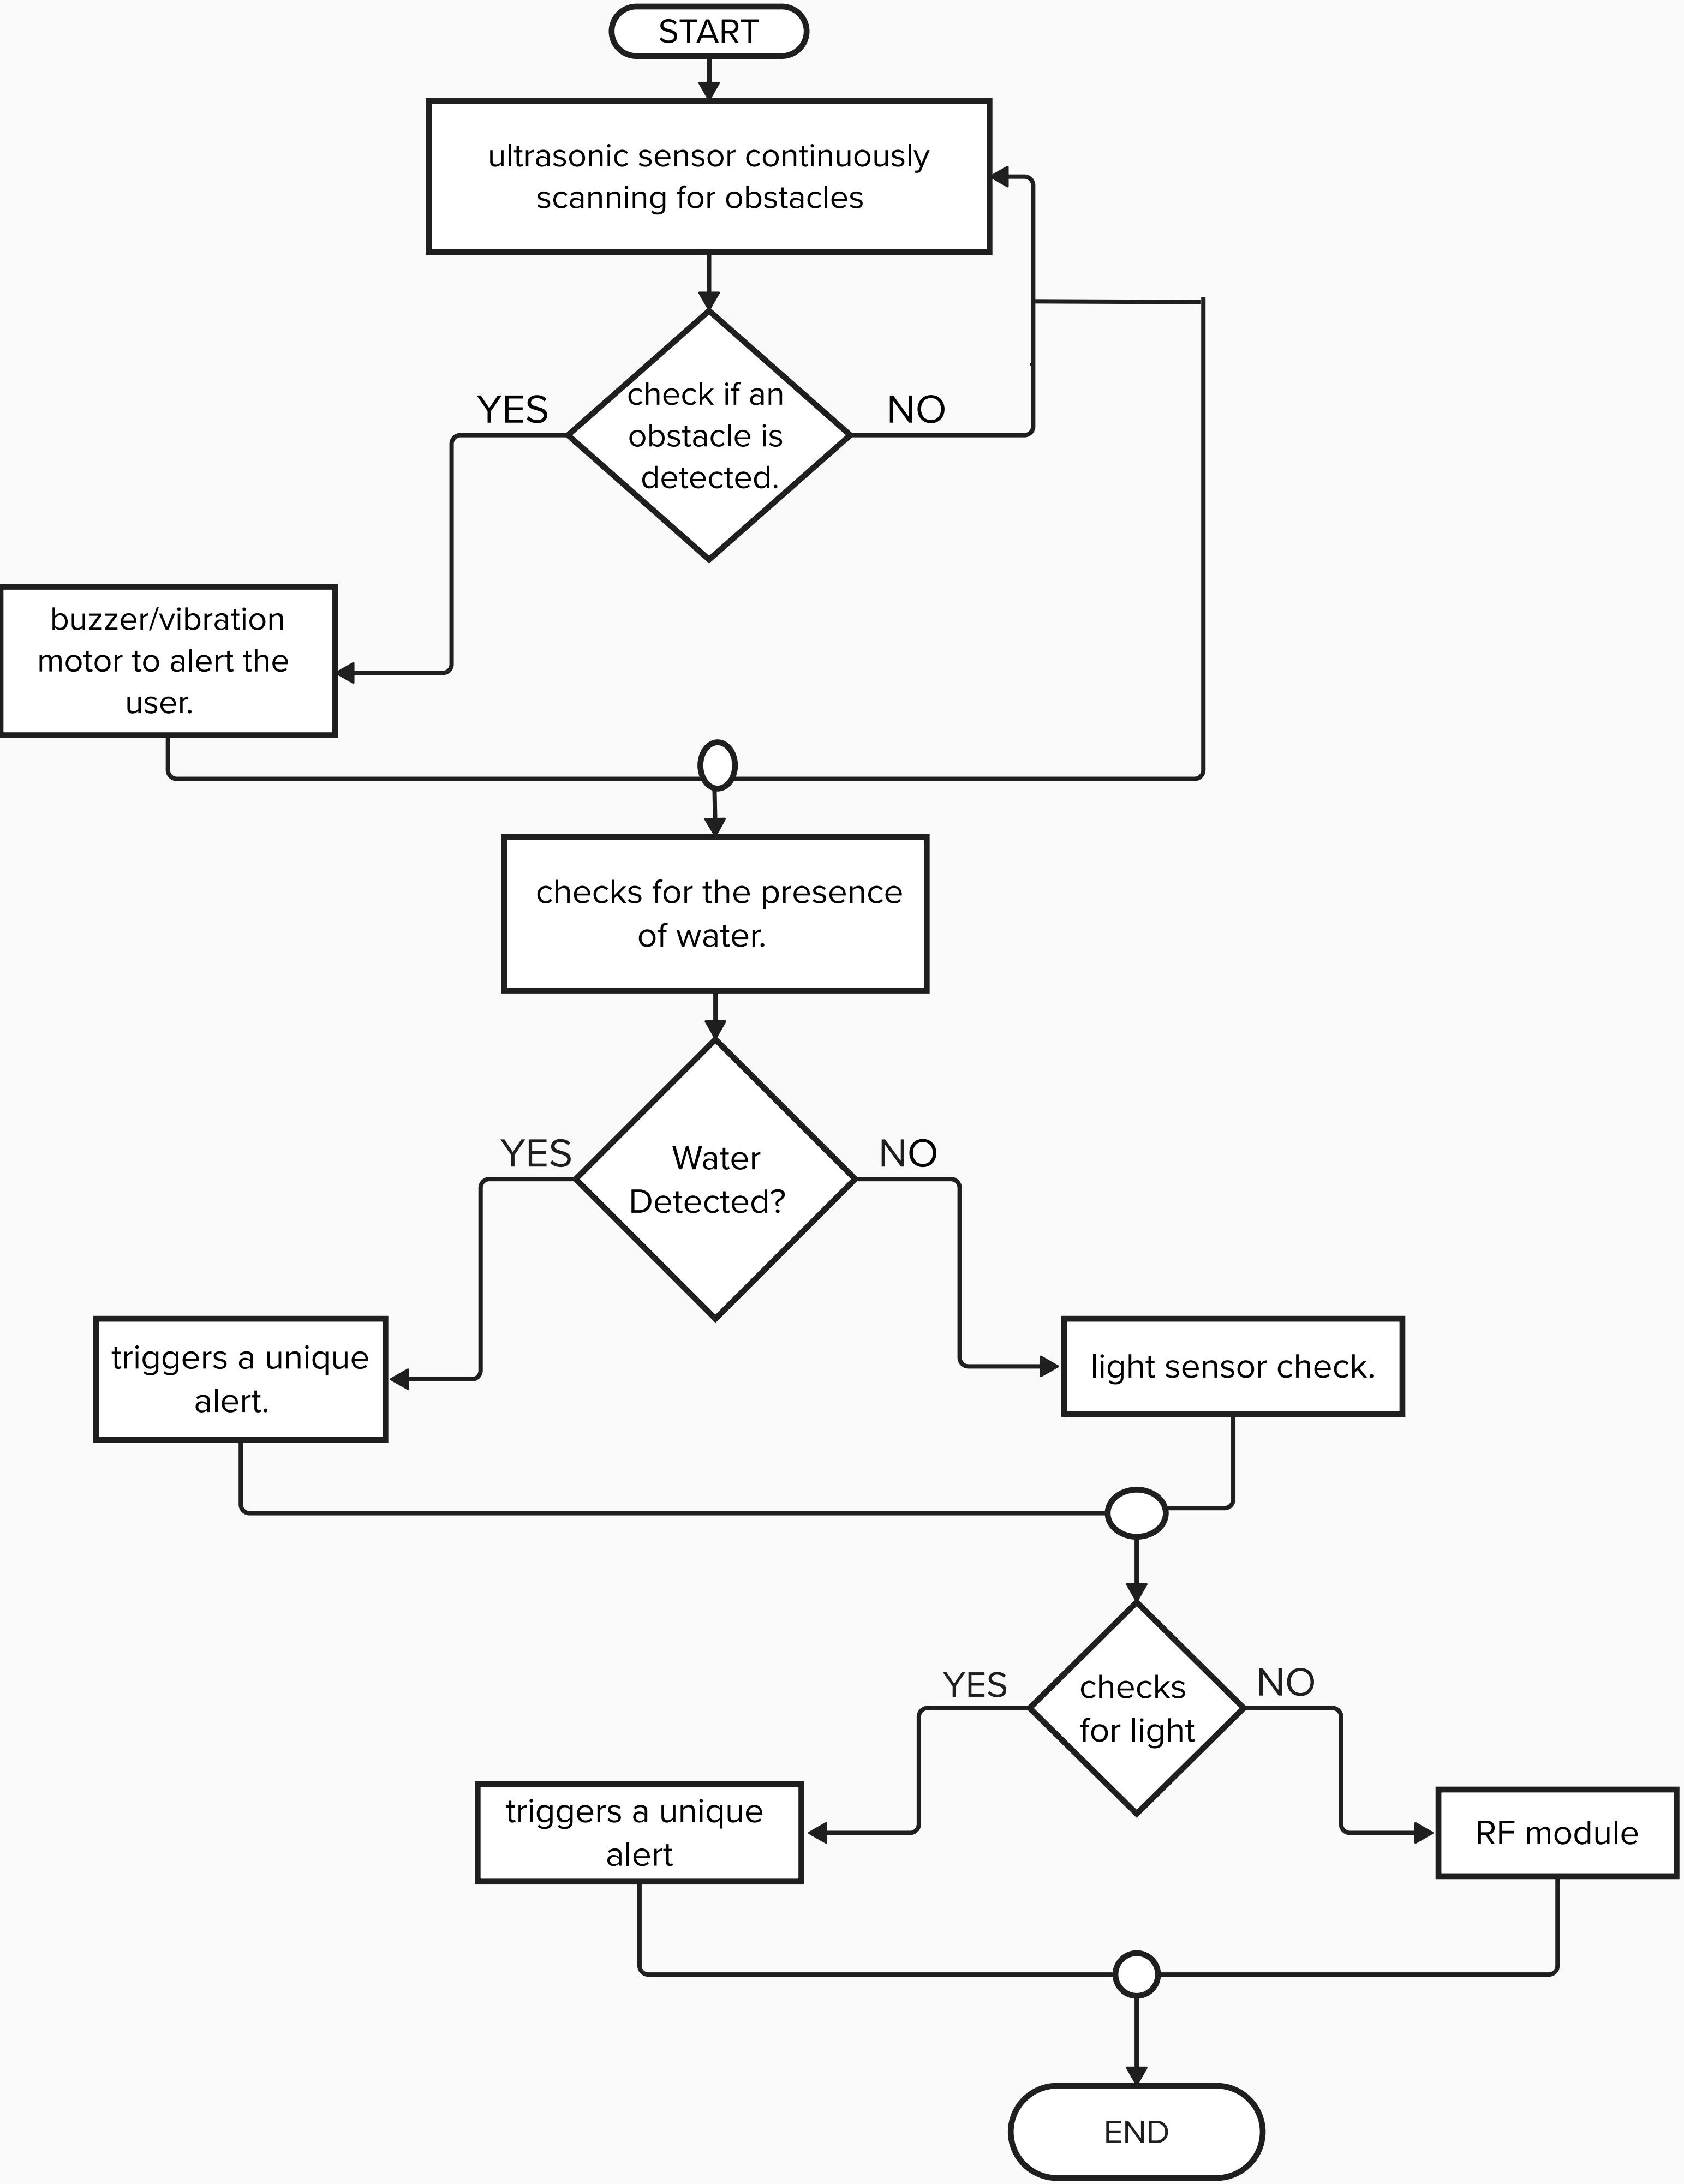 START
ultrasonic sensor continuously
scanning for obstacles
YES
check if an
obstacle is
detected.
NO
buzzer/vibration
motor to alert the
user.
checks for the presence
of water.
YES
Water
Detected?
NO
triggers a unique
alert.
light sensor check.
YES
checks
for light
NO
triggers a unique
alert
RF module
END